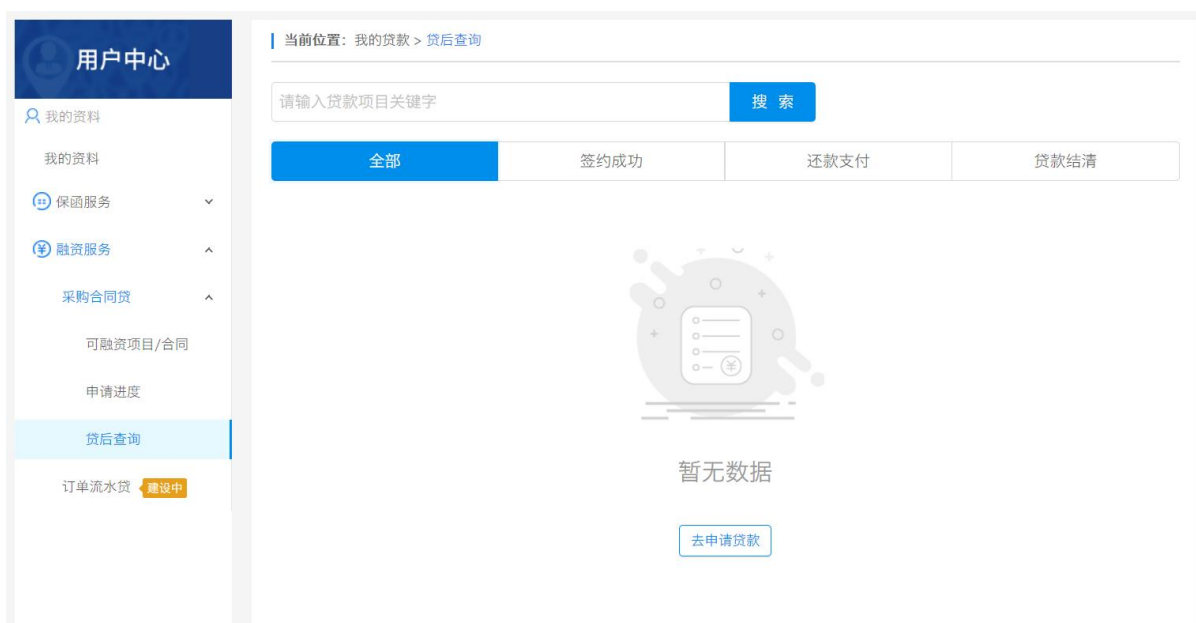 用户中心
我的资料
我的资料
保函服务
融资服务
采购合同贷
可融资项目/合同
申请进度
贷后查询
订单流水贷 建设中
当前位置：我的贷款 > 贷后查询
请输入贷款项目关键字
搜 索
全部 签约成功 还款支付 贷款结清
¥
暂无数据
去申请贷款